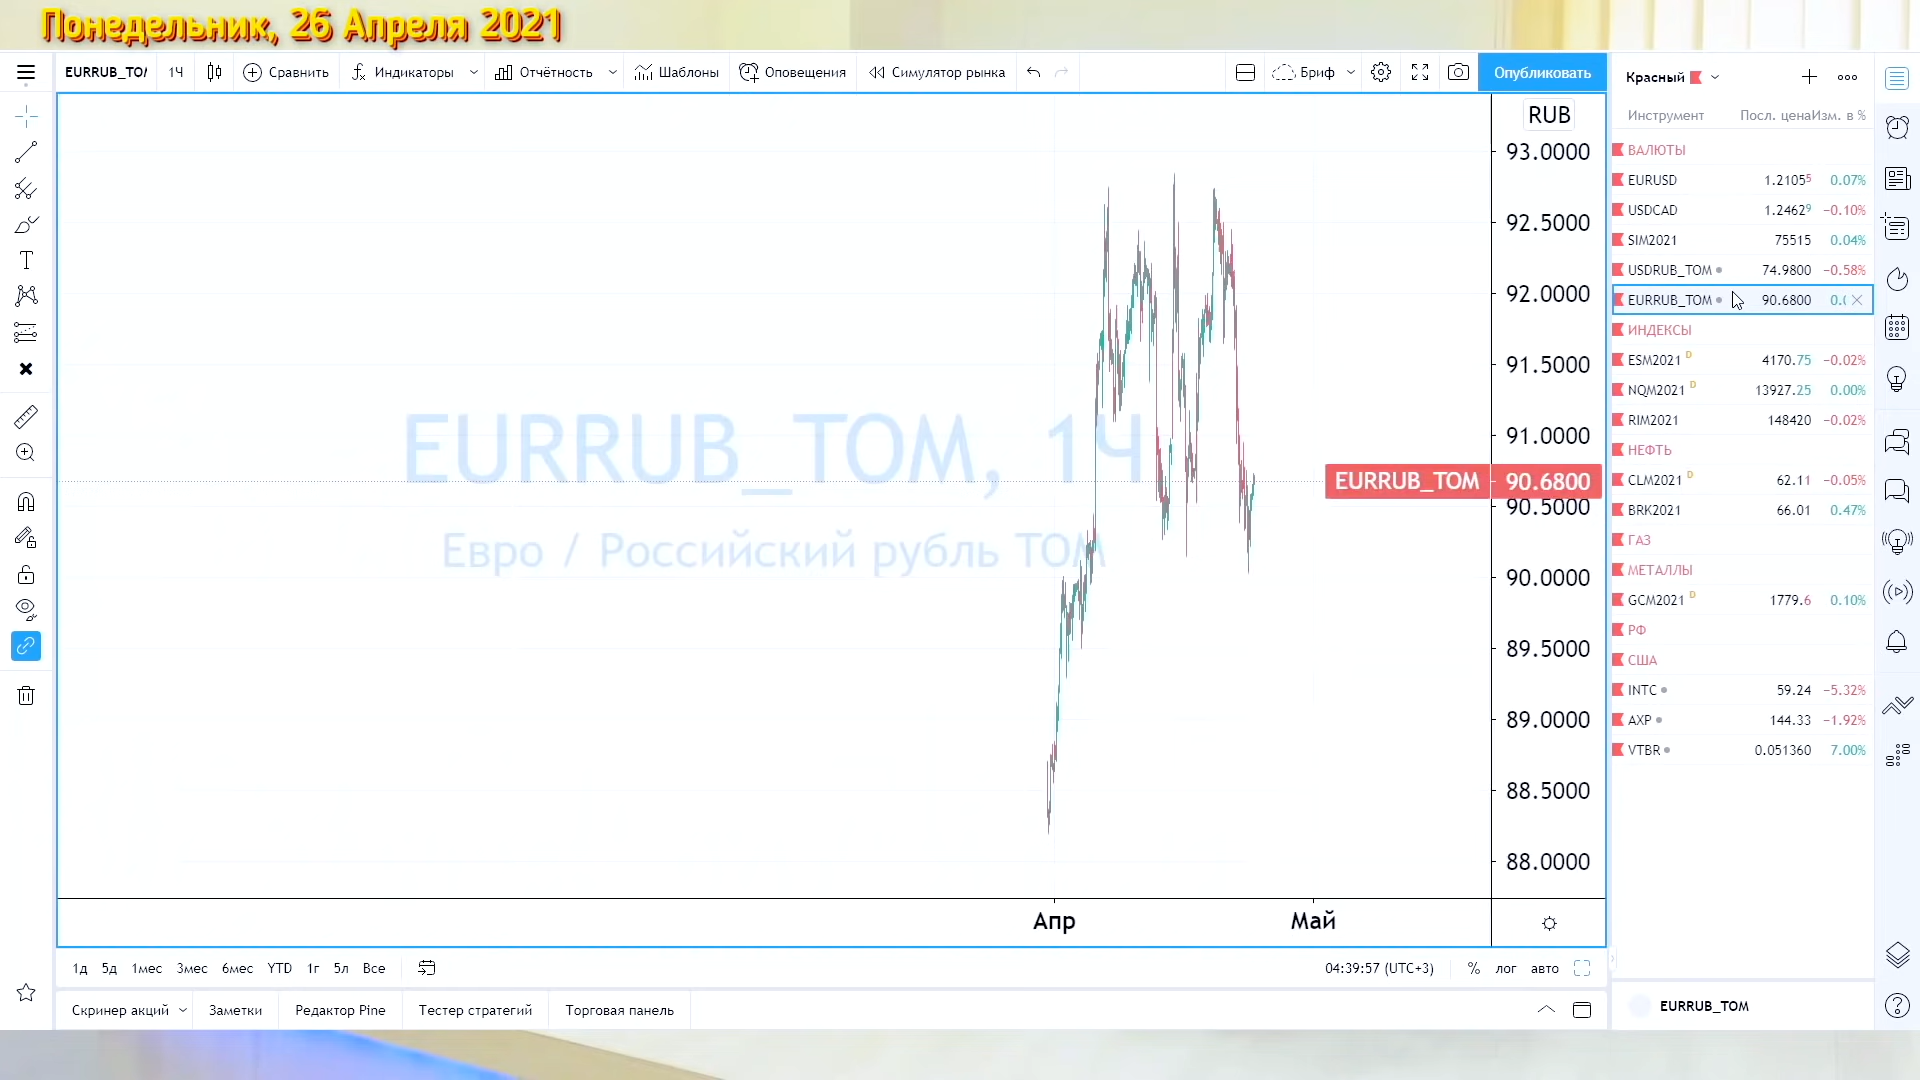 Понедельник, 26 Апреля 2021
EURRUB_TO
1Ч
Сравнить
Индикаторы
Отчётность
Шаблоны
Оповещения
Симулятор рынка
Бриф
Опубликовать
Красный
Инструмент Посл. цена Изм. в %
ВАЛЮТЫ
EURUSD 1.21055 0.07%
USDCAD 1.24629 −0.10%
SIM2021 75515 0.04%
USDRUB_TOM 74.9800 −0.58%
EURRUB_TOM 90.6800
ИНДЕКСЫ
ESM2021 D 4170.75 −0.02%
NQM2021 D 13927.25 0.00%
RIM2021 148420 −0.02%
НЕФТЬ
CLM2021 D 62.11 −0.05%
BRK2021 66.01 0.47%
ГАЗ
МЕТАЛЛЫ
GCM2021 D 1779.6 0.10%
РФ
США
INTC 59.24 −5.32%
AXP 144.33 −1.92%
VTBR 0.051360 7.00%
EURRUB_TOM
RUB
93.0000
92.5000
92.0000
91.5000
91.0000
EURRUB_TOM 90.6800
90.5000
90.0000
89.5000
89.0000
88.5000
88.0000
EURRUB_TOM, 1Ч
Евро / Российский рубль TOM
Апр Май
1д 5д 1мес 3мес 6мес YTD 1г 5л Все
04:39:57 (UTC+3) % лог авто
Скринер акций Заметки Редактор Pine Тестер стратегий Торговая панель